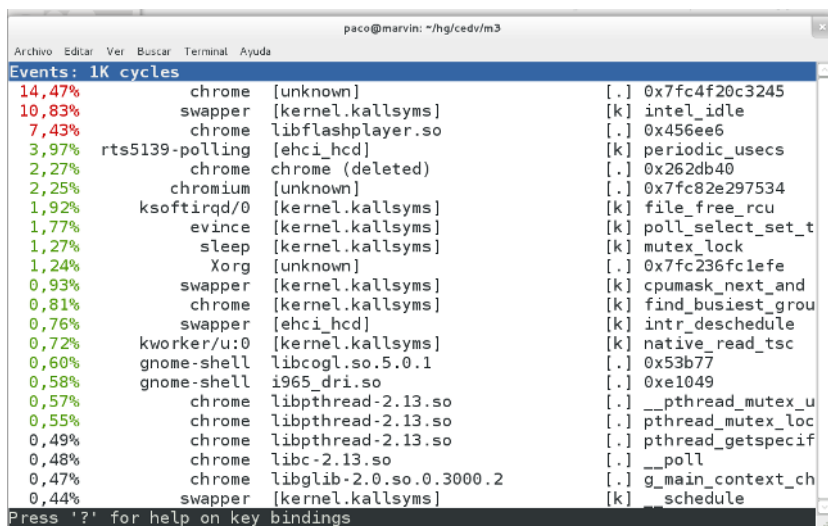 paco@marvin: ~/hg/cedv/m3
Archivo Editar Ver Buscar Terminal Ayuda
Events: 1K cycles
14,47% chrome [unknown] [.] 0x7fc4f20c3245
10,83% swapper [kernel.kallsyms] [k] intel_idle
7,43% chrome libflashplayer.so [.] 0x456ee6
3,97% rts5139-polling [ehci_hcd] [k] periodic_usecs
2,27% chrome chrome (deleted) [.] 0x262db40
2,25% chromium [unknown] [.] 0x7fc82e297534
1,92% ksoftirqd/0 [kernel.kallsyms] [k] file_free_rcu
1,77% evince [kernel.kallsyms] [k] poll_select_set_t
1,27% sleep [kernel.kallsyms] [k] mutex_lock
1,24% Xorg [unknown] [.] 0x7fc236fc1efe
0,93% swapper [kernel.kallsyms] [k] cpumask_next_and
0,81% chrome [kernel.kallsyms] [k] find_busiest_grou
0,76% swapper [ehci_hcd] [k] intr_deschedule
0,72% kworker/u:0 [kernel.kallsyms] [k] native_read_tsc
0,60% gnome-shell libcogl.so.5.0.1 [.] 0x53b77
0,58% gnome-shell i965_dri.so [.] 0xe1049
0,57% chrome libpthread-2.13.so [.] __pthread_mutex_u
0,55% chrome libpthread-2.13.so [.] pthread_mutex_loc
0,49% chrome libpthread-2.13.so [.] pthread_getspecif
0,48% chrome libc-2.13.so [.] __poll
0,47% chrome libglib-2.0.so.0.3000.2 [.] g_main_context_ch
0,44% swapper [kernel.kallsyms] [k] __schedule
Press '?' for help on key bindings